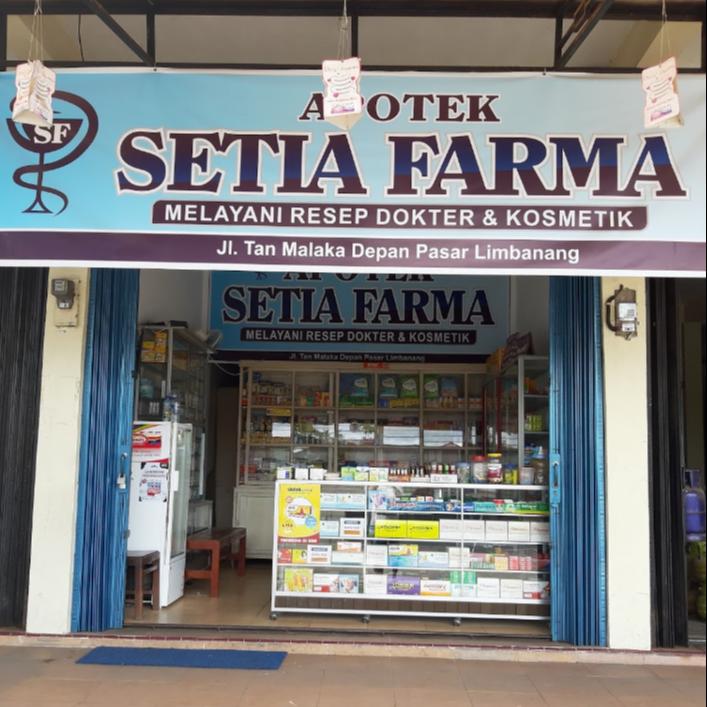 SF
APOTEK
SETIA FARMA
MELAYANI RESEP DOKTER & KOSMETIK
Jl. Tan Malaka Depan Pasar Limbanang
APOTEK
SETIA FARMA
MELAYANI RESEP DOKTER & KOSMETIK
Jl. Tan Malaka Depan Pasar Limbanang